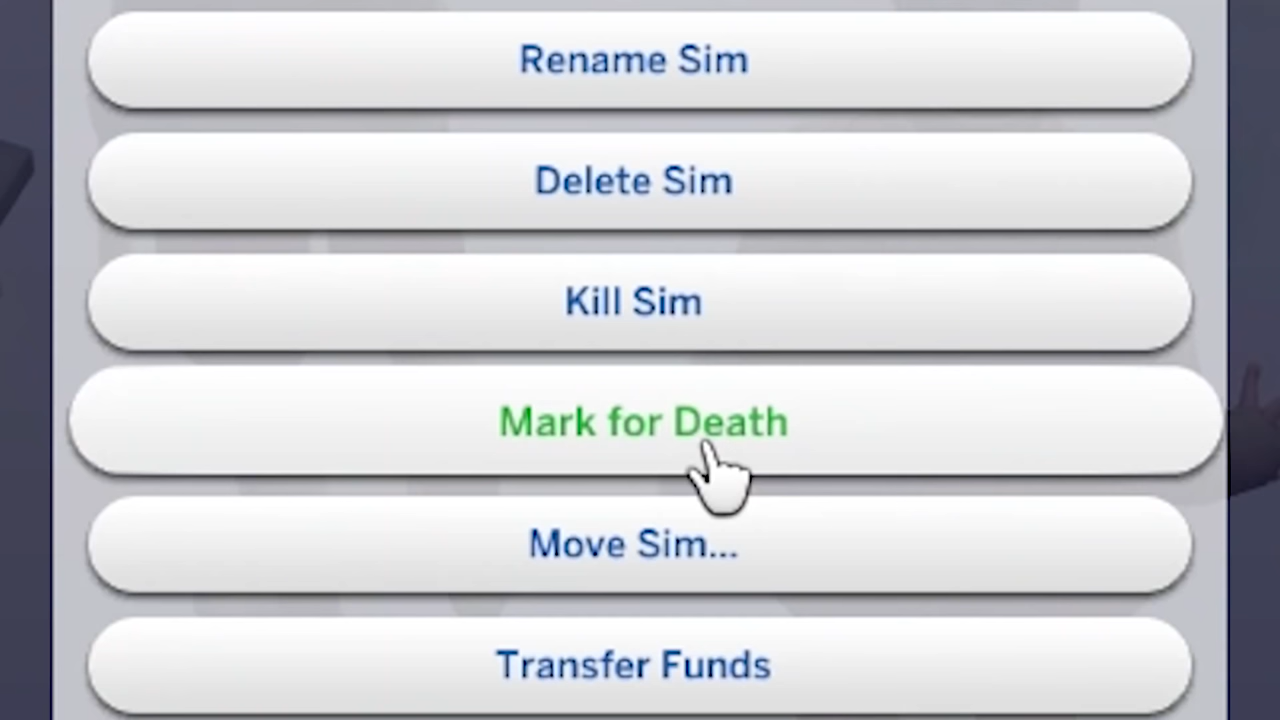 Rename Sim
Delete Sim
Kill Sim
Mark for Death
Move Sim...
Transfer Funds